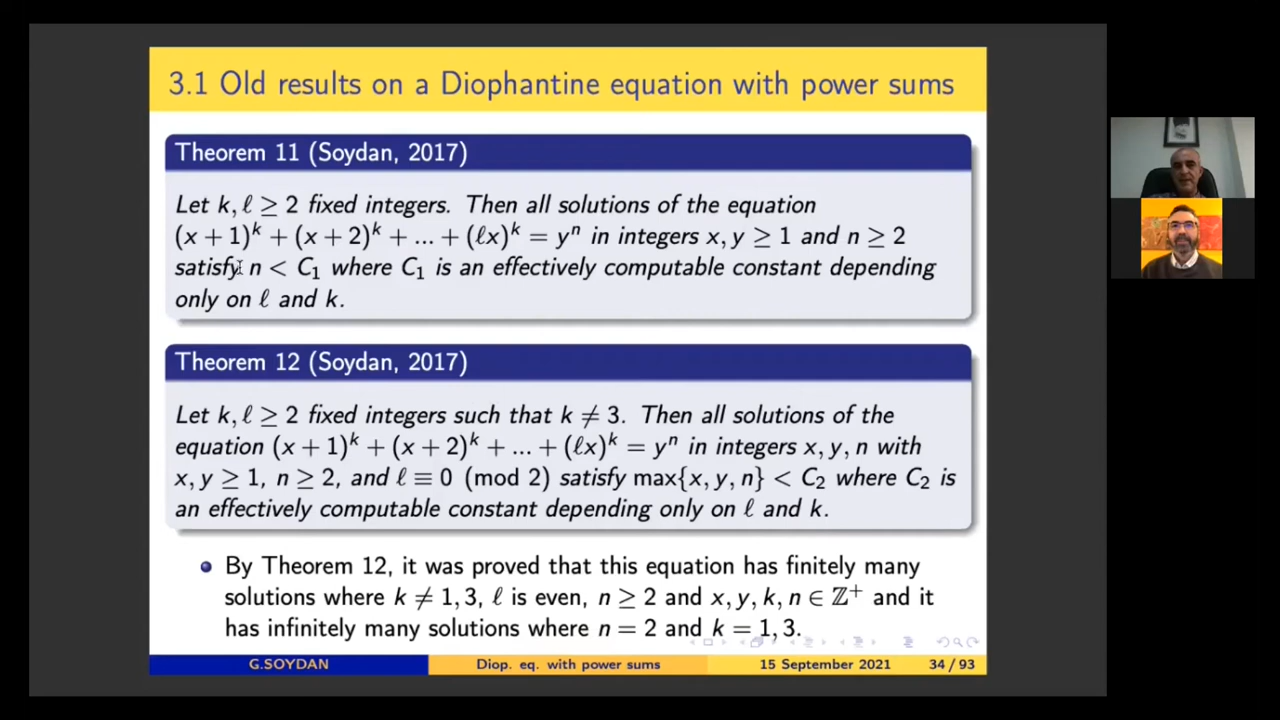 3.1 Old results on a Diophantine equation with power sums
Theorem 11 (Soydan, 2017)
Let k, ℓ ≥ 2 fixed integers. Then all solutions of the equation
(x + 1)^k + (x + 2)^k + ... + (ℓx)^k = y^n in integers x, y ≥ 1 and n ≥ 2
satisfy n < C₁ where C₁ is an effectively computable constant depending
only on ℓ and k.
Theorem 12 (Soydan, 2017)
Let k, ℓ ≥ 2 fixed integers such that k ≠ 3. Then all solutions of the
equation (x + 1)^k + (x + 2)^k + ... + (ℓx)^k = y^n in integers x, y, n with
x, y ≥ 1, n ≥ 2, and ℓ ≡ 0 (mod 2) satisfy max{x, y, n} < C₂ where C₂ is
an effectively computable constant depending only on ℓ and k.
By Theorem 12, it was proved that this equation has finitely many
solutions where k ≠ 1, 3, ℓ is even, n ≥ 2 and x, y, k, n ∈ ℤ⁺ and it
has infinitely many solutions where n = 2 and k = 1, 3.
G.SOYDAN Diop. eq. with power sums 15 September 2021 34 / 93